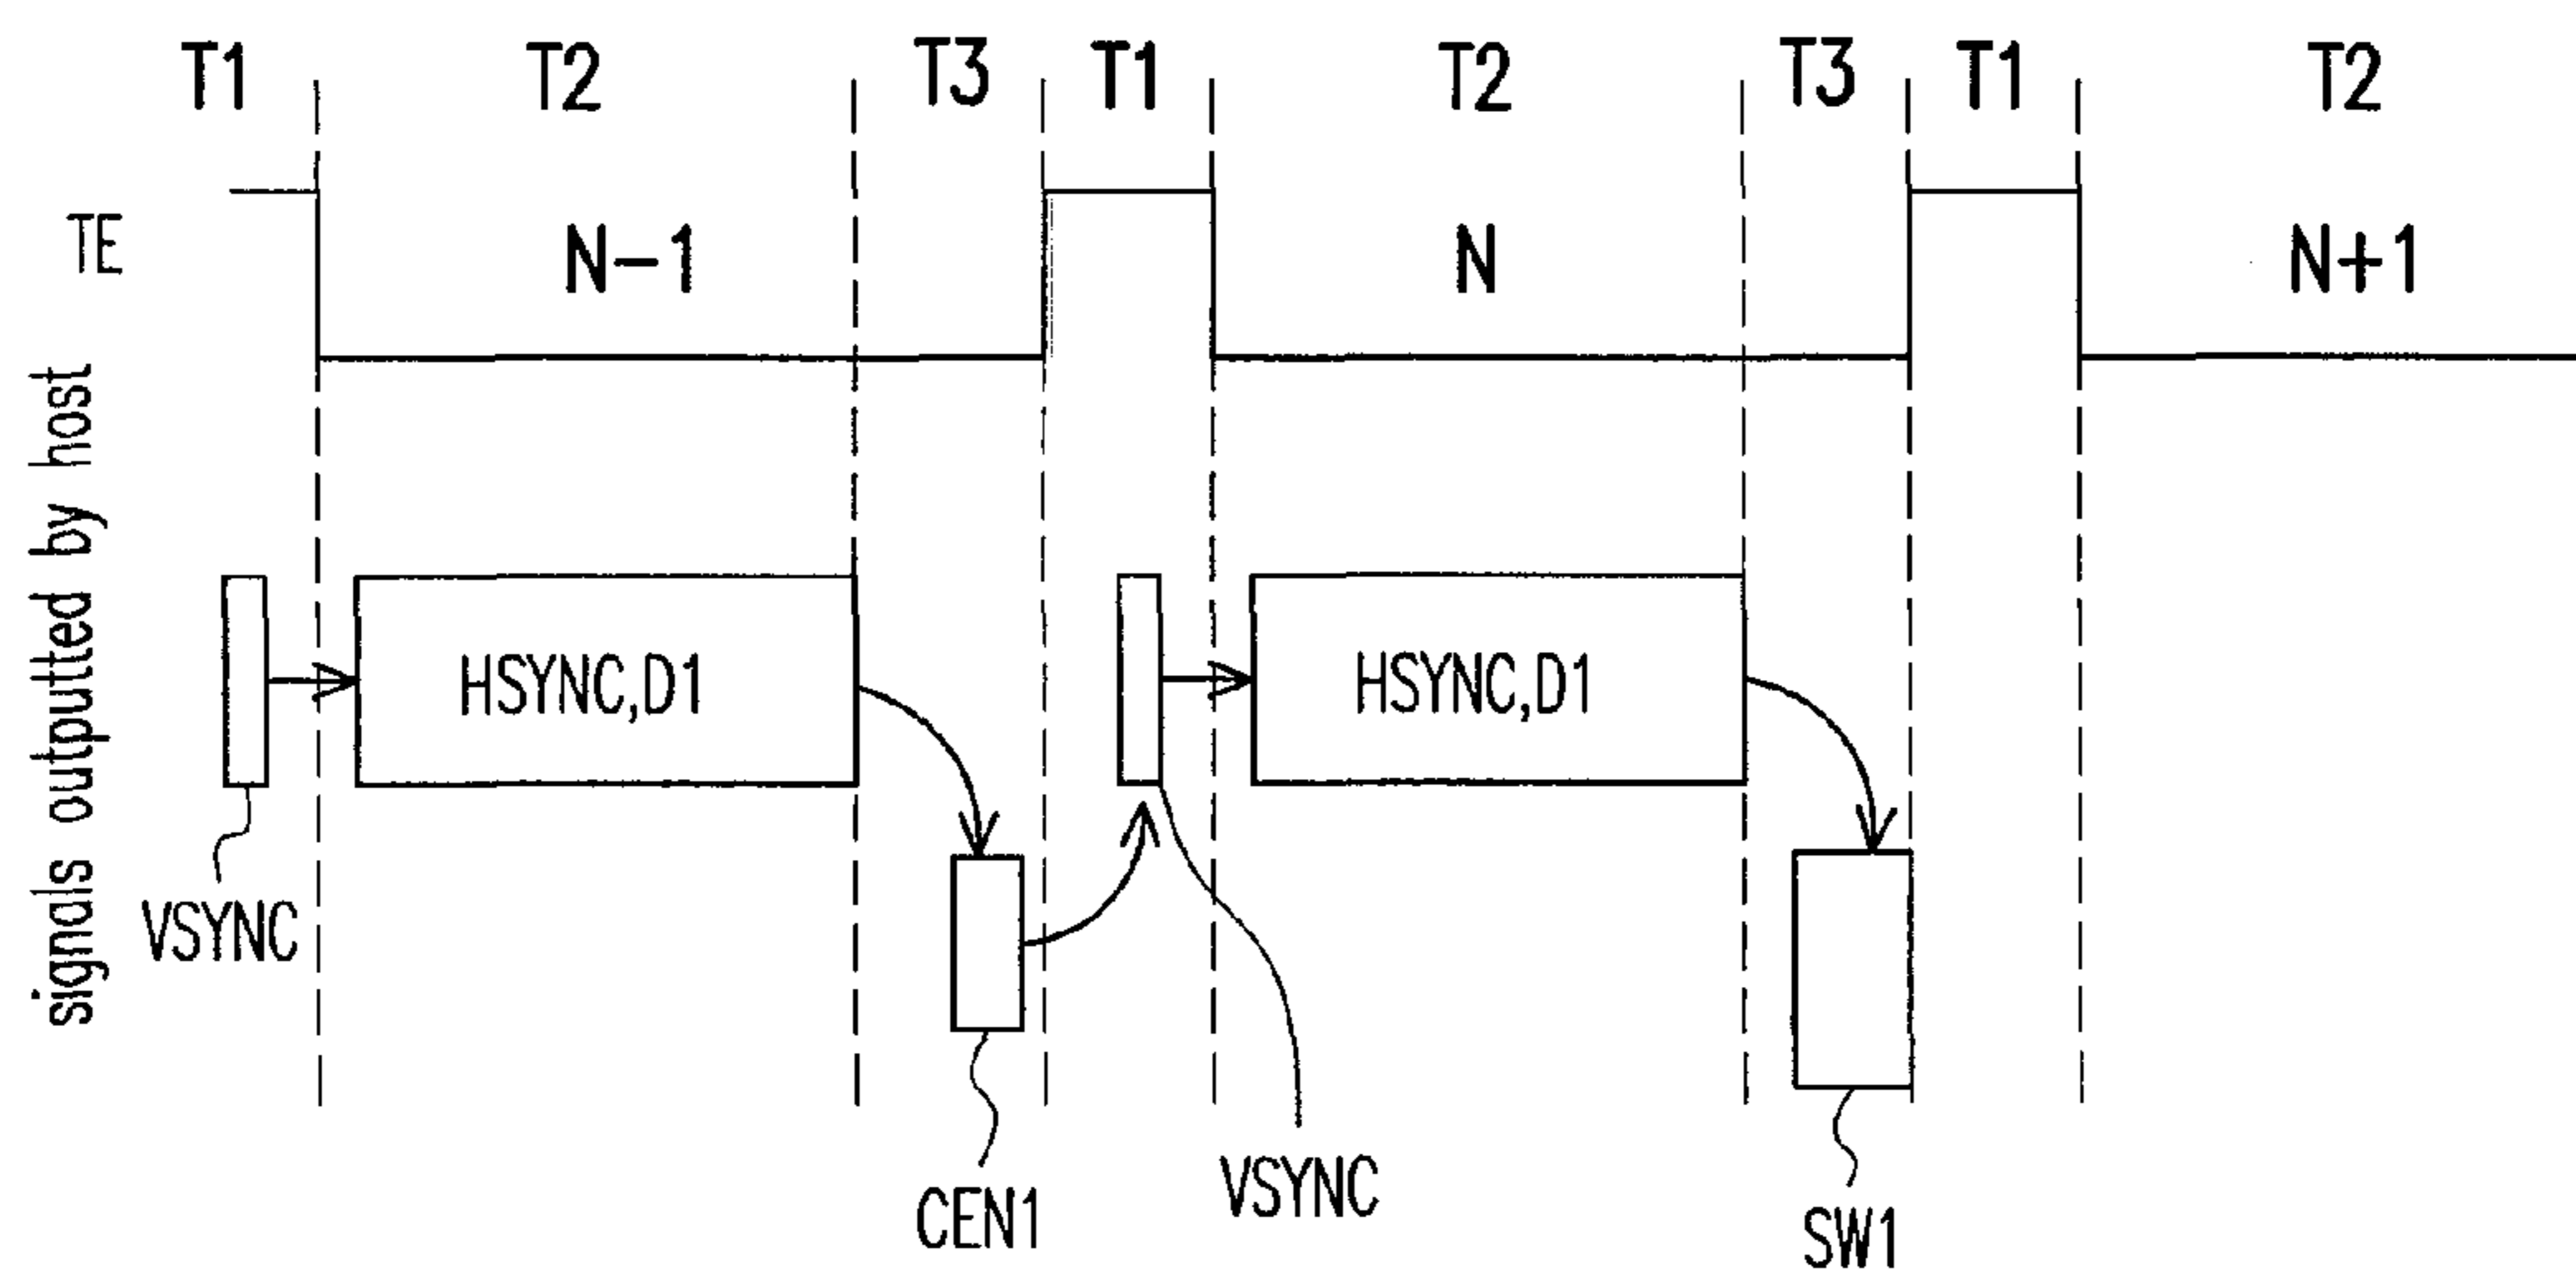 T1 T2 T3 T1 T2 T3 T1 T2
TE N-1 N N+1
signals outputted by host
HSYNC,D1 HSYNC,D1
VSYNC
CEN1 VSYNC SW1